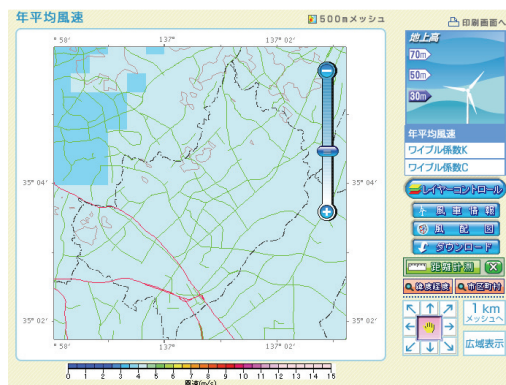 年平均風速
500mメッシュ
印刷画面へ
° 58' 137° 137° 02'
35° 04' 35° 04'
35° 02' 35° 02'
° 58' 137° 137° 02'
0 1 2 3 4 5 6 7 8 9 10 11 12 13 14 15
風速(m/s)
地上高
70m
50m
30m
年平均風速
ワイブル係数K
ワイブル係数C
レイヤーコントロール
風車情報
風配図
ダウンロード
距離計測
緯度経度
市区町村
1km
メッシュへ
広域表示